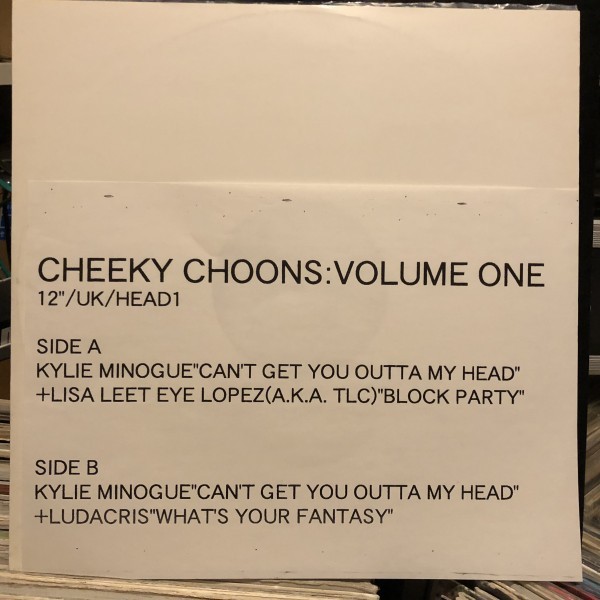 CHEEKY CHOONS:VOLUME ONE
12"/UK/HEAD1
SIDE A
KYLIE MINOGUE"CAN'T GET YOU OUTTA MY HEAD"
+LISA LEET EYE LOPEZ(A.K.A. TLC)"BLOCK PARTY"
SIDE B
KYLIE MINOGUE"CAN'T GET YOU OUTTA MY HEAD"
+LUDACRIS"WHAT'S YOUR FANTASY"